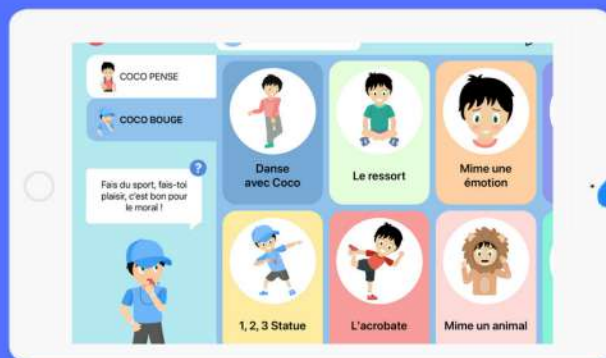 COCO PENSE
COCO BOUGE
?
Fais du sport, fais-toi
plaisir, c'est bon pour
le moral !
Danse
avec Coco
Le ressort
Mime une
émotion
1, 2, 3 Statue
L'acrobate
Mime un animal